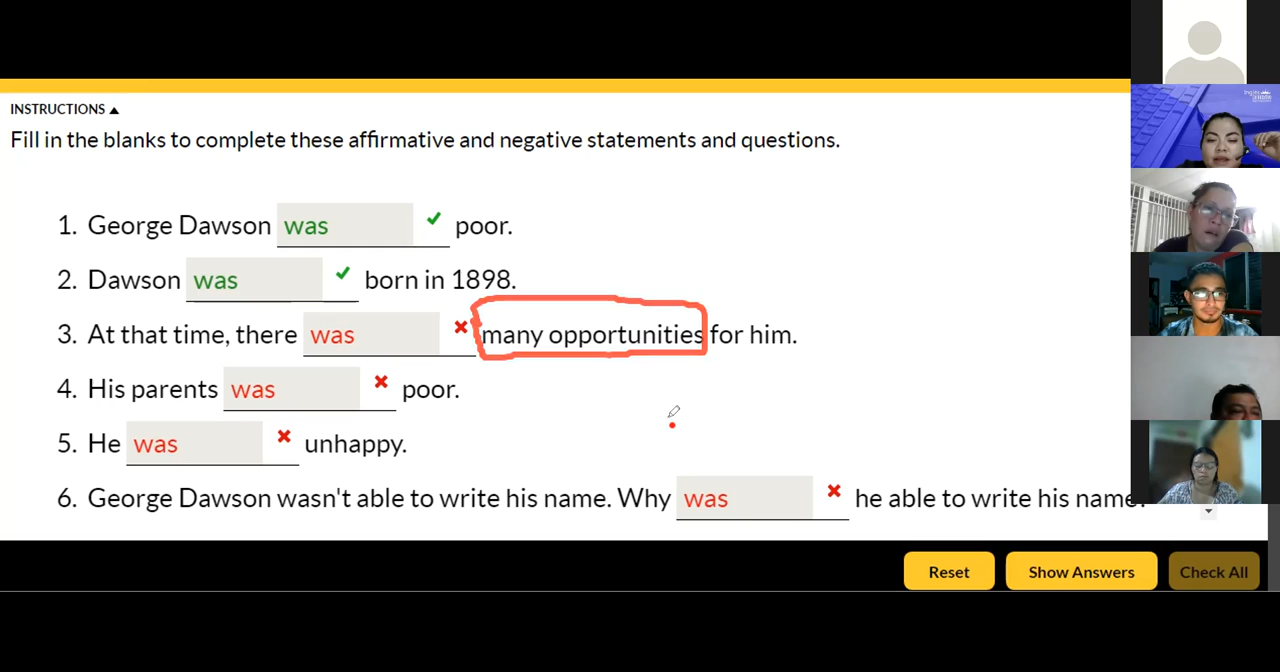 INSTRUCTIONS
Fill in the blanks to complete these affirmative and negative statements and questions.
1. George Dawson was poor.
2. Dawson was born in 1898.
3. At that time, there was many opportunities for him.
4. His parents was poor.
5. He was unhappy.
6. George Dawson wasn't able to write his name. Why was he able to write his name?
Reset Show Answers Check All